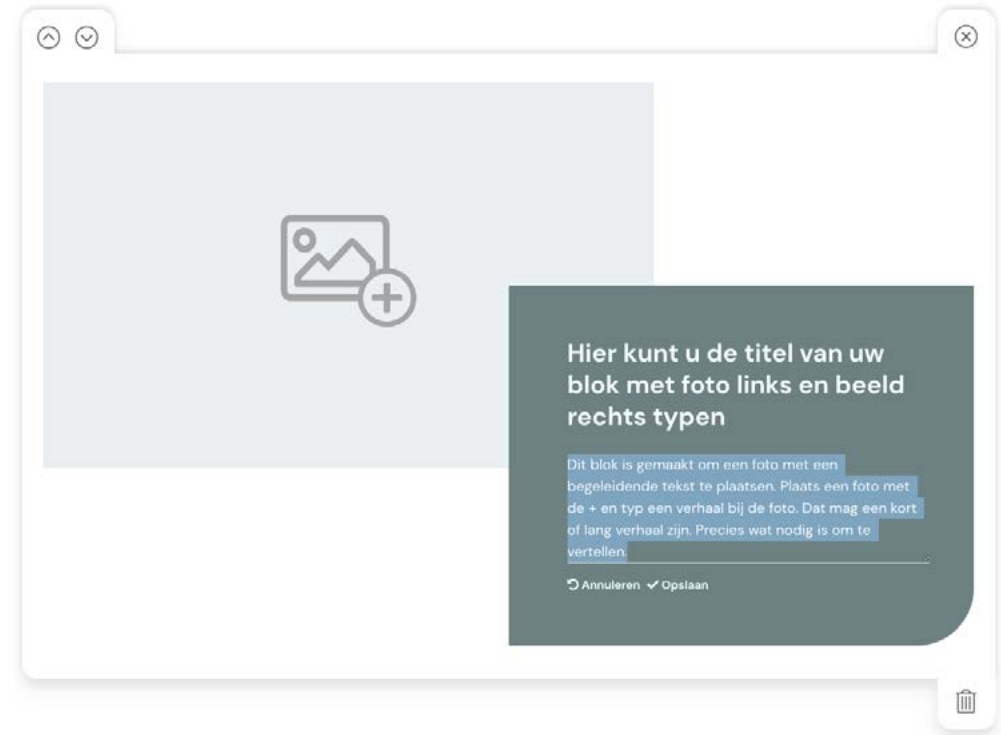 Hier kunt u de titel van uw
blok met foto links en beeld
rechts typen
Dit blok is gemaakt om een foto met een
begeleidende tekst te plaatsen. Plaats een foto met
de + en typ een verhaal bij de foto. Dat mag een kort
of lang verhaal zijn. Precies wat nodig is om te
vertellen.
Annuleren Opslaan